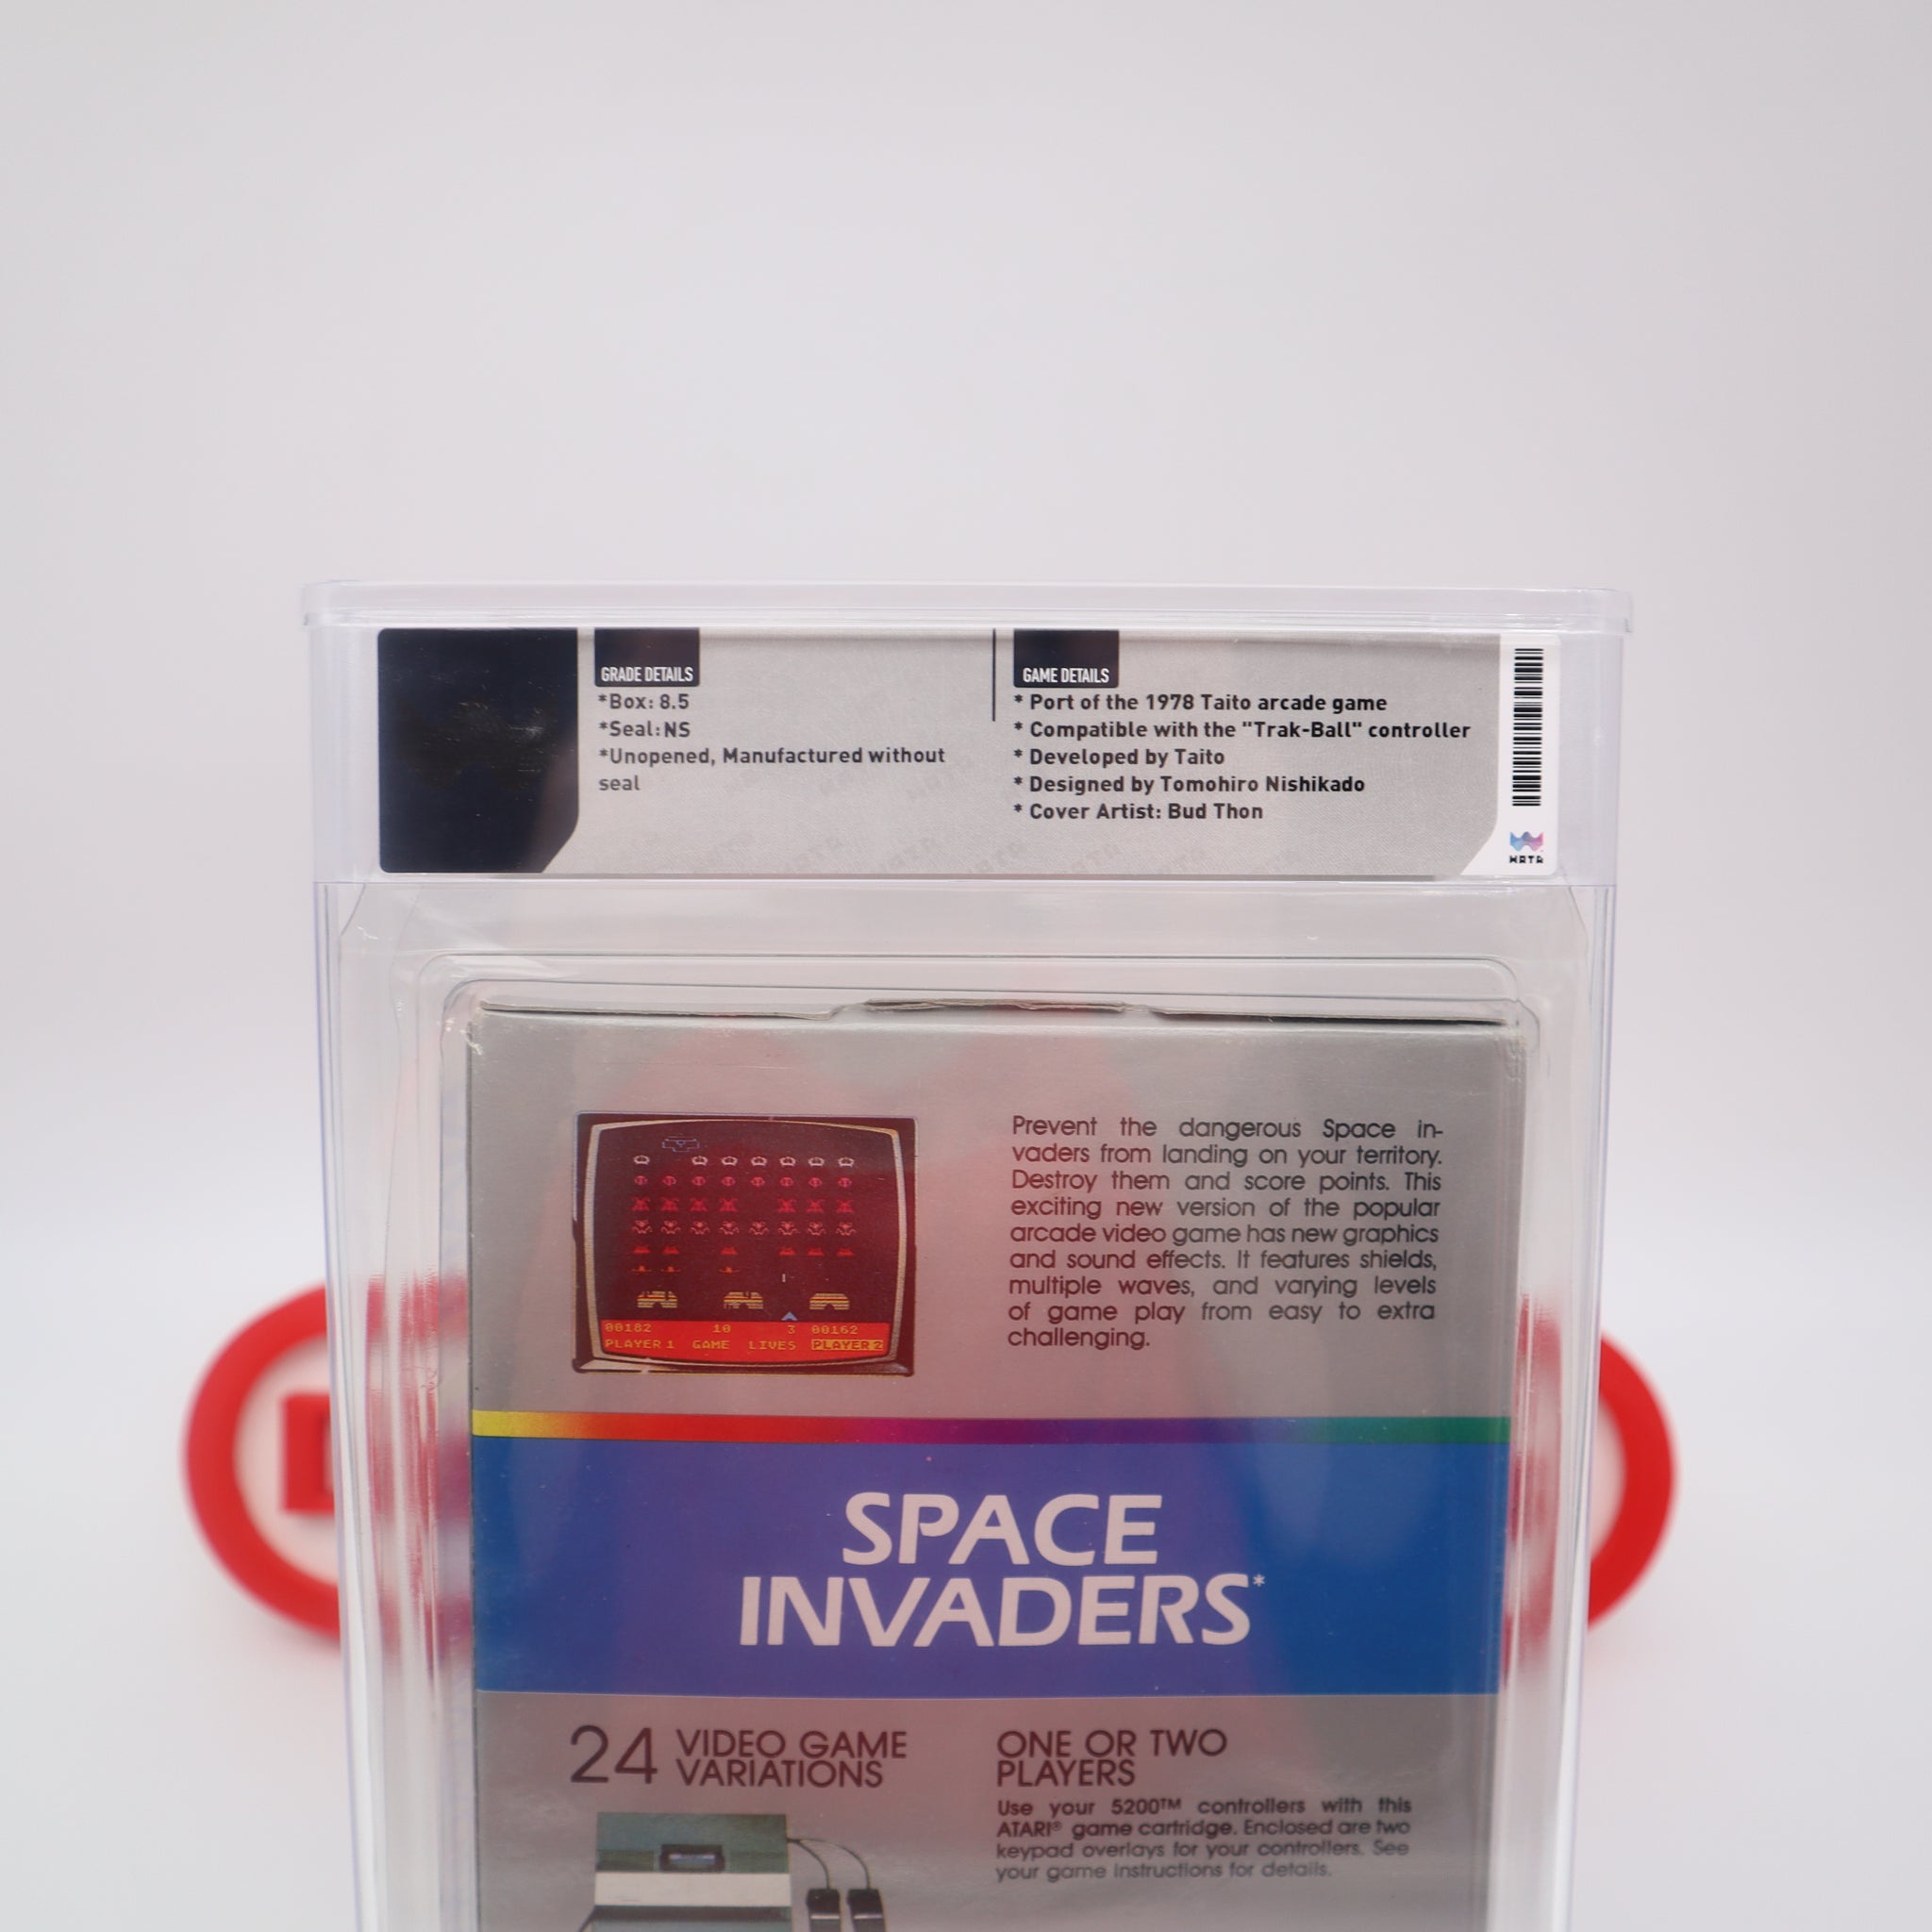 GRADE DETAILS
*Box: 8.5
*Seal: NS
*Unopened, Manufactured without
seal
GAME DETAILS
* Port of the 1978 Taito arcade game
* Compatible with the "Trak-Ball" controller
* Developed by Taito
* Designed by Tomohiro Nishikado
* Cover Artist: Bud Thon
WATA
00182 10 3 00162
PLAYER 1 GAME LIVES PLAYER 2
Prevent the dangerous Space in-
vaders from landing on your territory.
Destroy them and score points. This
exciting new version of the popular
arcade video game has new graphics
and sound effects. It features shields,
multiple waves, and varying levels
of game play from easy to extra
challenging.
SPACE
INVADERS*
24 VIDEO GAME
VARIATIONS
ONE OR TWO
PLAYERS
Use your 5200™ controllers with this
ATARI® game cartridge. Enclosed are two
keypad overlays for your controllers. See
your game instructions for details.